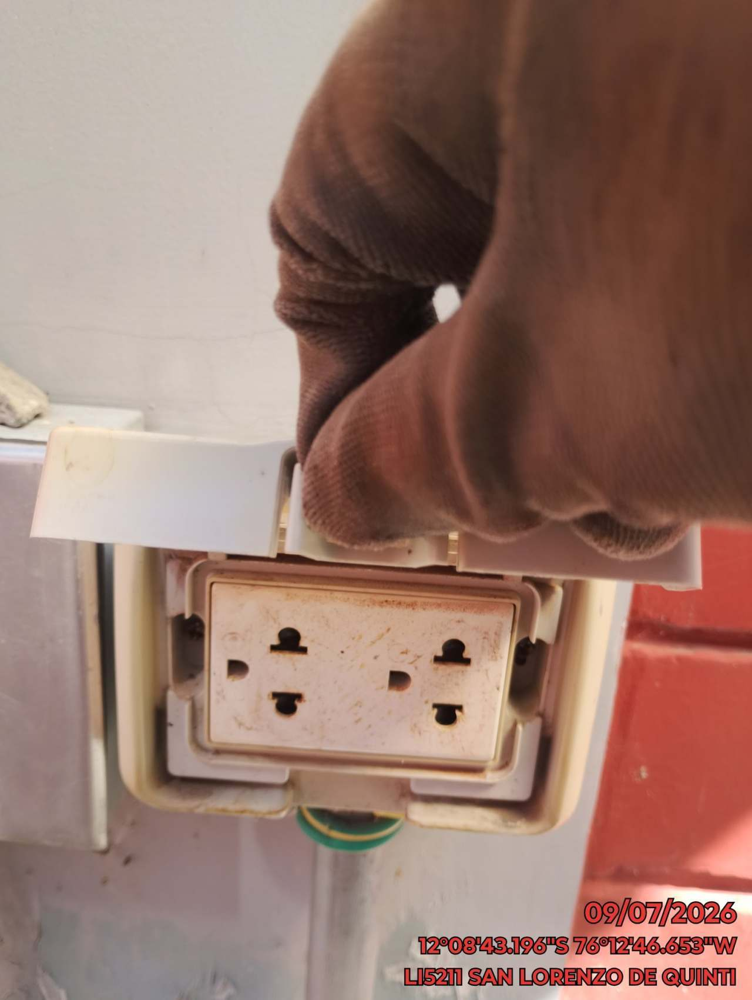 09/07/2026
12°08'43.196"S 76°12'46.653"W
LI5211 SAN LORENZO DE QUINTI